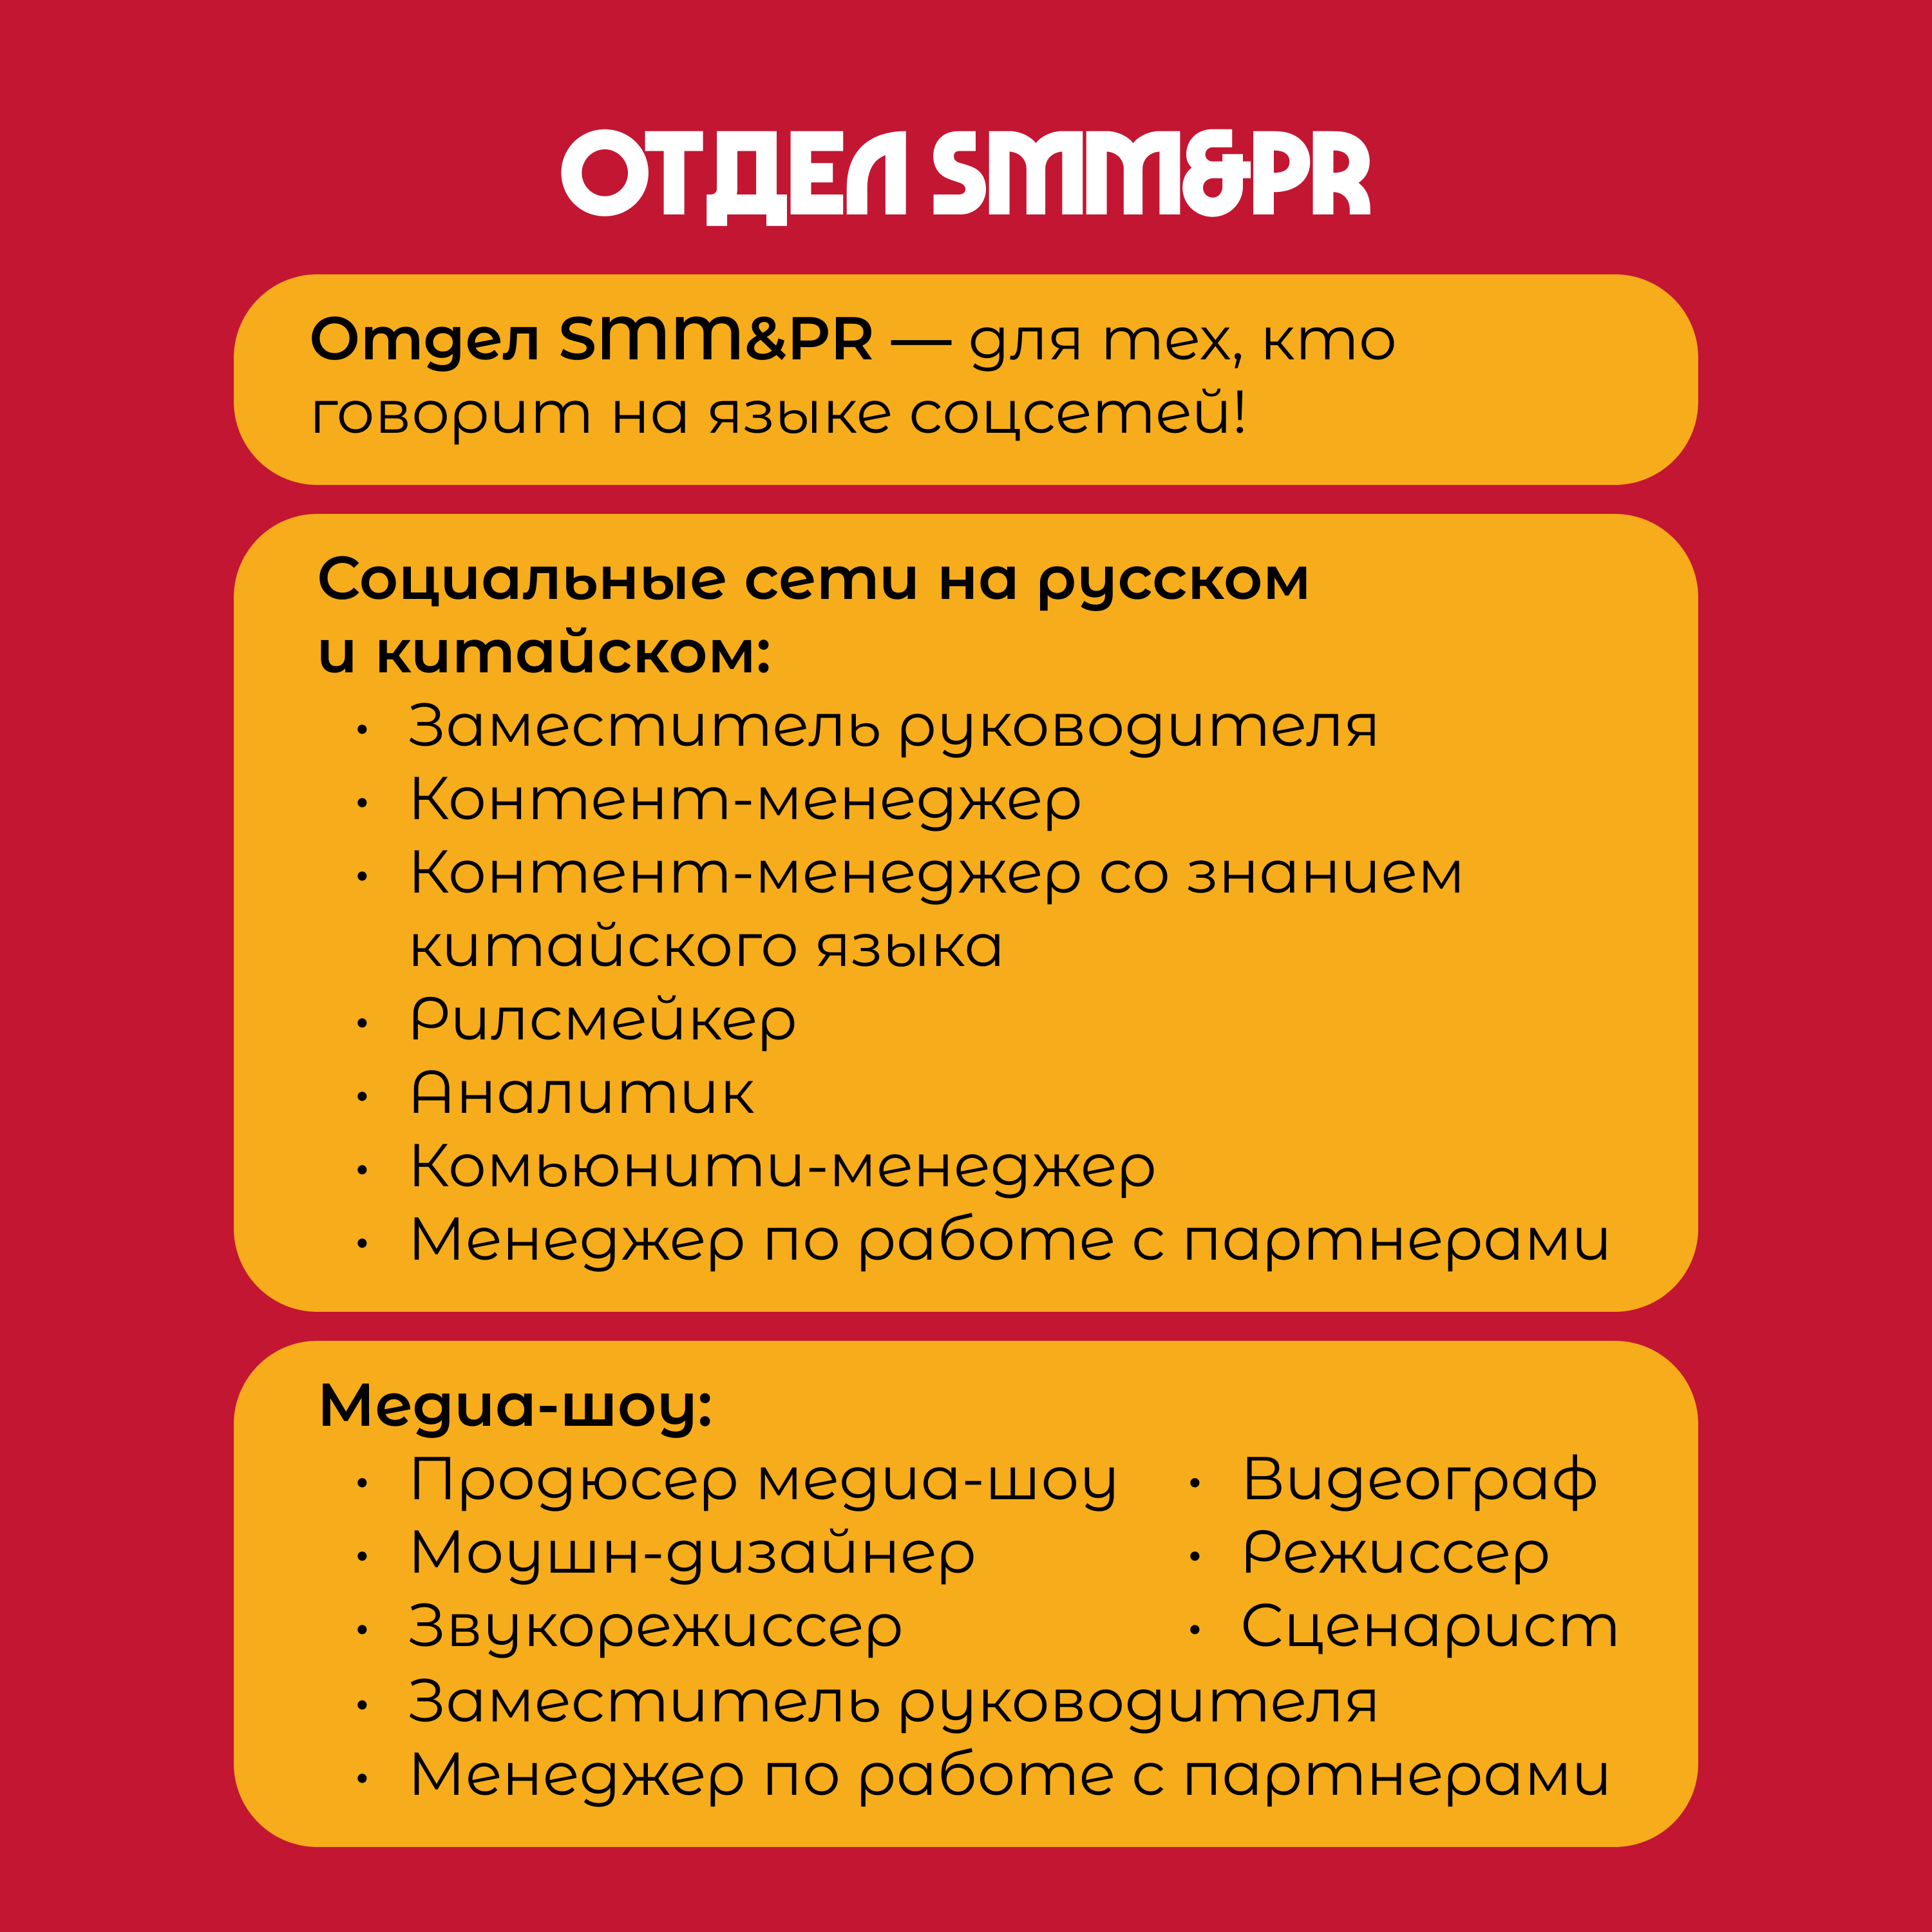 ОТДЕЛ SMM&PR
Отдел SMM&PR — для тех, кто
говорит на языке соцсетей!
Социальные сети на русском
и китайском:
• Заместитель руководителя
• Контент-менеджер
• Контент-менеджер со знанием
китайского языка
• Рилсмейкер
• Аналитик
• Комьюнити-менеджер
• Менеджер по работе с партнерами
Медиа-шоу:
• Продюсер медиа-шоу
• Моушн-дизайнер
• Звукорежиссер
• Заместитель руководителя
• Менеджер по работе с партнерами
• Видеограф
• Режиссер
• Сценарист